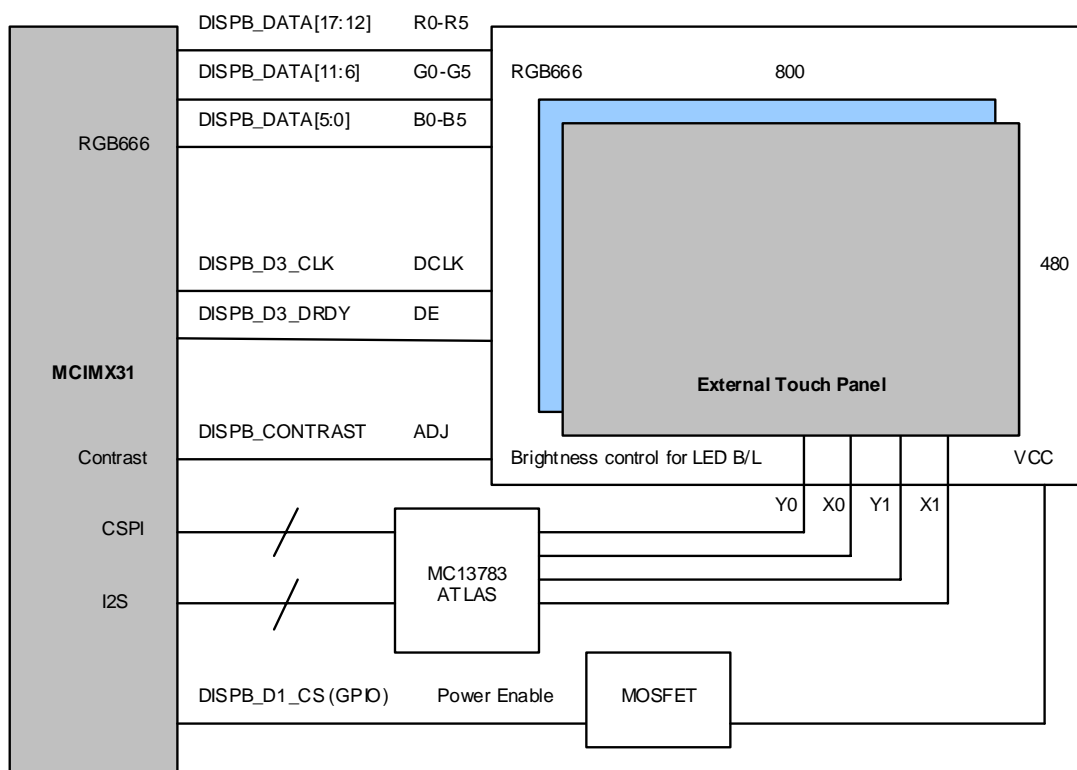 DISPB_DATA[17:12] R0-R5
DISPB_DATA[11:6] G0-G5
RGB666 800
DISPB_DATA[5:0] B0-B5
RGB666
DISPB_D3_CLK DCLK
480
DISPB_D3_DRDY DE
MCIMX31
External Touch Panel
DISPB_CONTRAST ADJ
Contrast
Brightness control for LED B/L
VCC
Y0 X0 Y1 X1
CSPI
MC13783
ATLAS
I2S
DISPB_D1_CS (GPIO) Power Enable
MOSFET